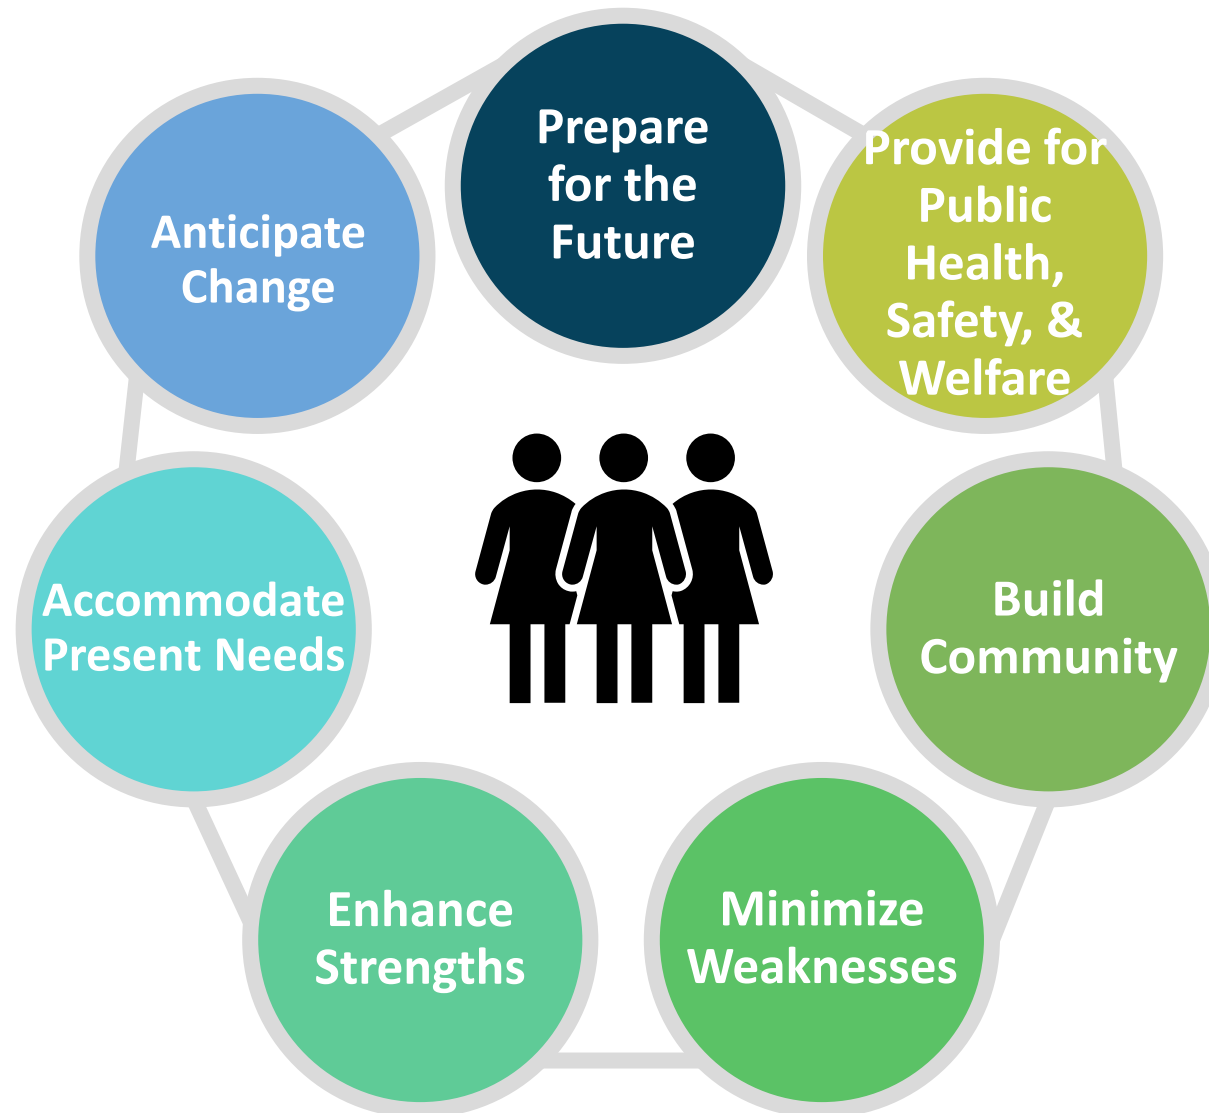 Prepare
for the
Future
Provide for
Public
Health,
Safety, &
Welfare
Build
Community
Minimize
Weaknesses
Enhance
Strengths
Accommodate
Present Needs
Anticipate
Change